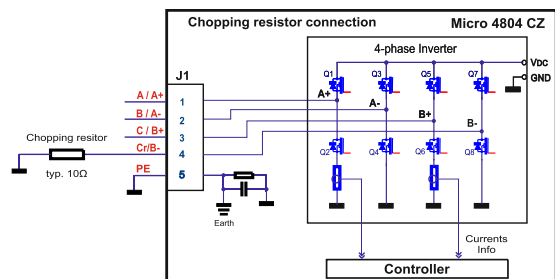 Chopping resistor connection
Micro 4804 CZ
4-phase Inverter
J1
Q1
Q3
Q5
Q7
VDC
GND
A / A+
1
A+
B / A-
2
A-
C / B+
3
B+
Chopping resitor
Cr/B-
4
B-
typ. 10Ω
Q2
Q4
Q6
Q8
PE
5
Earth
Currents
Info
Controller